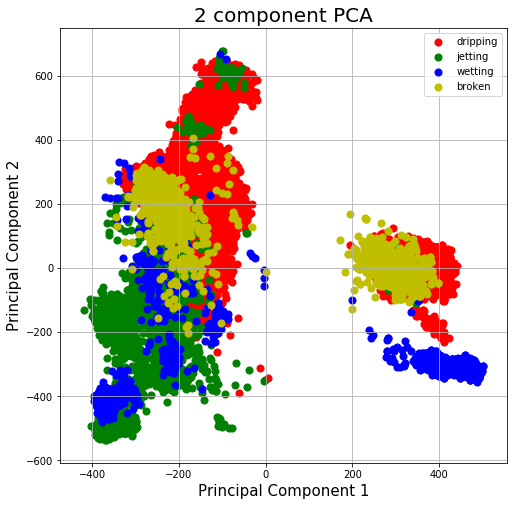 2 component PCA
dripping
jetting
wetting
broken
600
400
200
0
−200
−400
−600
Principal Component 2
−400
−200
0
200
400
Principal Component 1